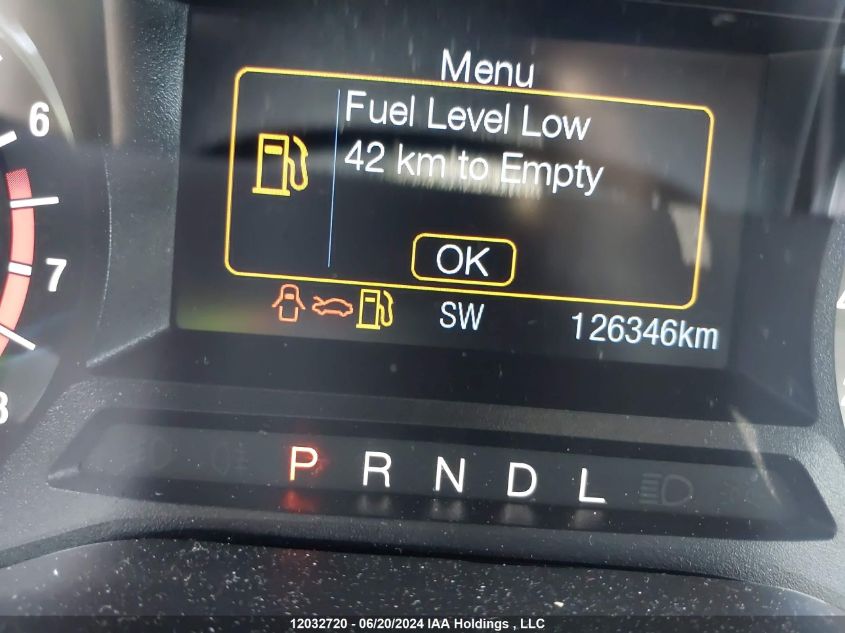 Menu
Fuel Level Low
42 km to Empty
OK
SW 126346km
6
7
8
P R N D L
12032720 - 06/20/2024 IAA Holdings , LLC